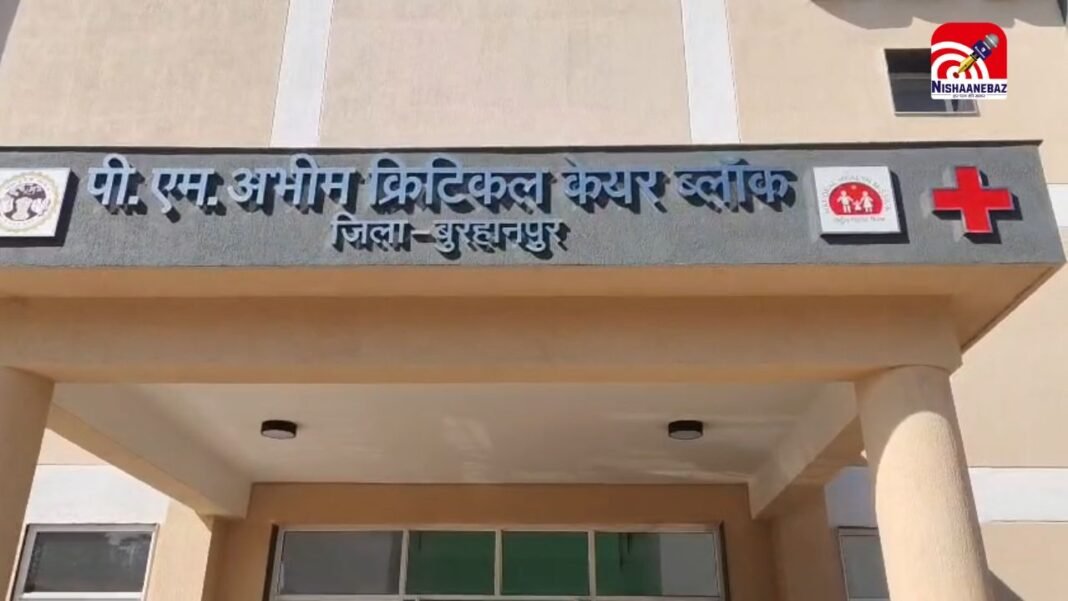 NISHAANEBAZ
पी. एम. अभीम क्रिटिकल केयर ब्लॉक
जिला - बुरहानपुर